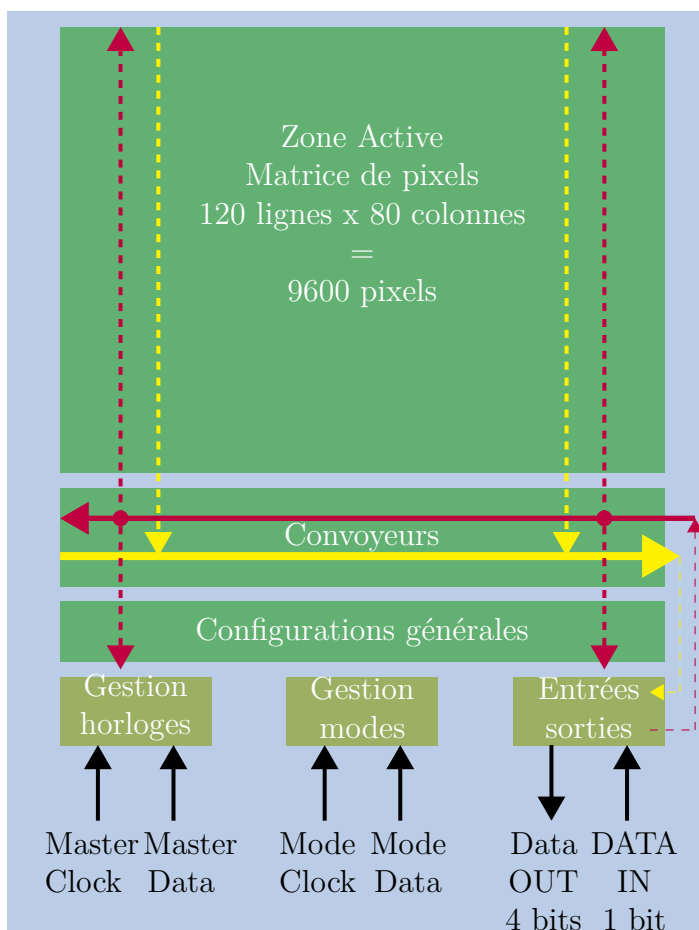 Zone Active
Matrice de pixels
120 lignes x 80 colonnes
=
9600 pixels
Convoyeurs
Configurations générales
Gestion
horloges
Gestion
modes
Entrées
sorties
Master
Clock
Master
Data
Mode
Clock
Mode
Data
Data
OUT
4 bits
DATA
IN
1 bit